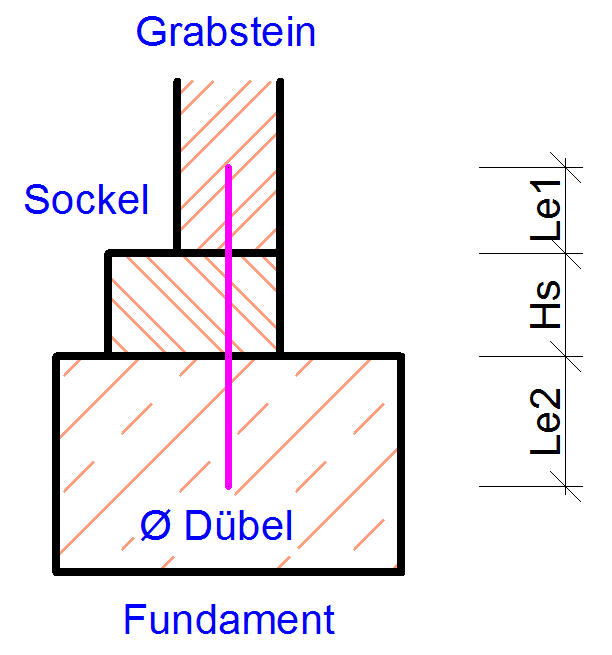 Grabstein
Sockel
Le1
Hs
Le2
Ø Dübel
Fundament